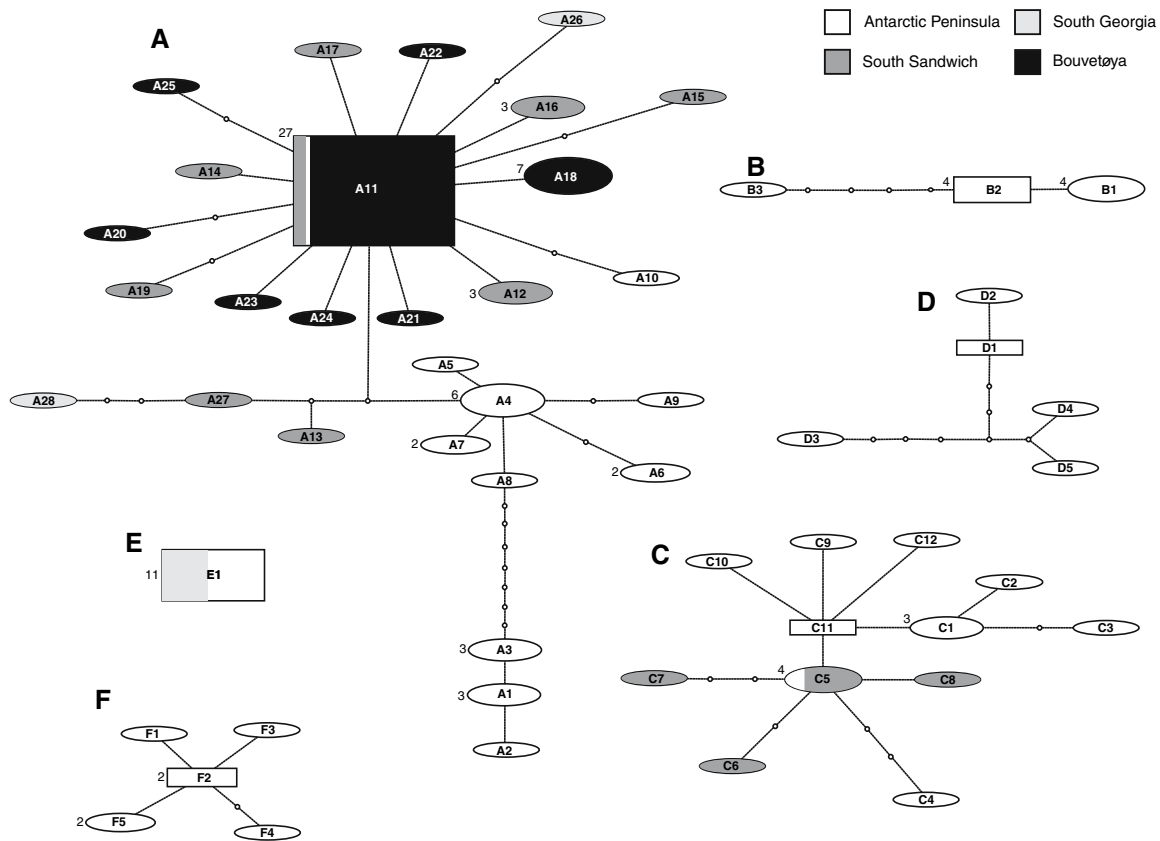 A
A17
A22
A26
Antarctic Peninsula
South Georgia
South Sandwich
Bouvetøya
A25
3
A16
A15
27
A14
A11
7
A18
B
B3
4
B2
4
B1
A20
A19
A23
A24
A21
3
A12
A10
D
D2
D1
D3
D4
D5
A28
A27
A13
A5
6
A4
A9
2
A7
2
A6
A8
E
11
E1
3
A3
3
A1
A2
C
C10
C9
C12
C2
C11
3
C1
C3
C7
4
C5
C8
C6
C4
F
F1
F3
2
F2
2
F5
F4